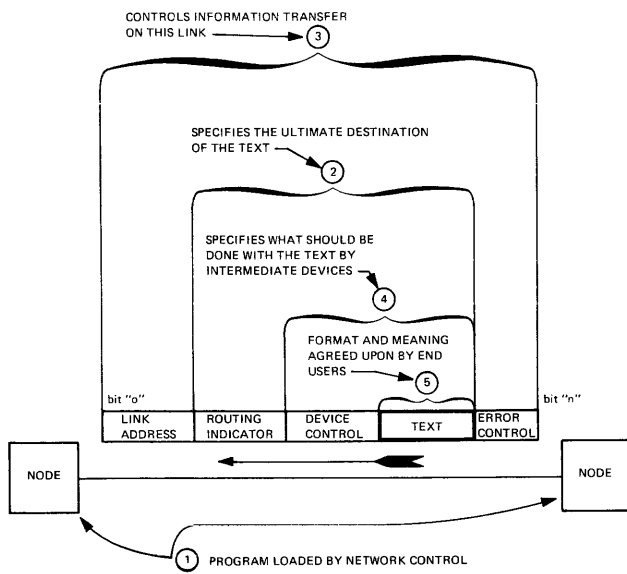 CONTROLS INFORMATION TRANSFER
ON THIS LINK
3
SPECIFIES THE ULTIMATE DESTINATION
OF THE TEXT
2
SPECIFIES WHAT SHOULD BE
DONE WITH THE TEXT BY
INTERMEDIATE DEVICES
4
FORMAT AND MEANING
AGREED UPON BY END
USERS
5
bit "o"
bit "n"
LINK
ADDRESS
ROUTING
INDICATOR
DEVICE
CONTROL
TEXT
ERROR
CONTROL
NODE
NODE
1 PROGRAM LOADED BY NETWORK CONTROL